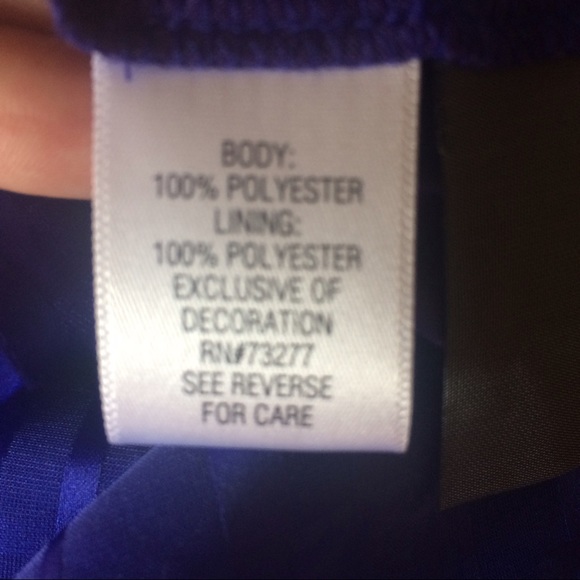 BODY:
100% POLYESTER
LINING:
100% POLYESTER
EXCLUSIVE OF
DECORATION
RN#73277
SEE REVERSE
FOR CARE